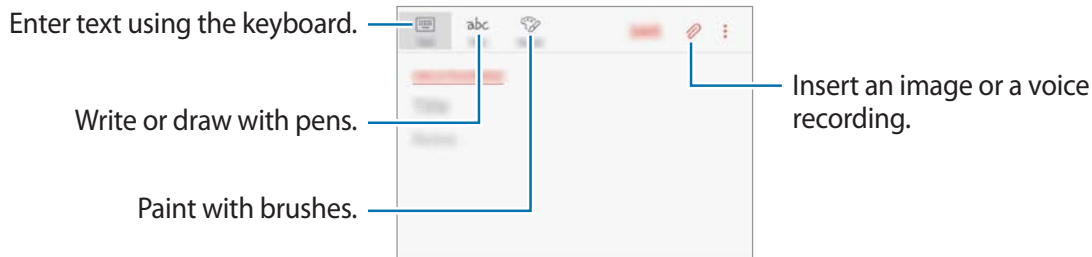 Enter text using the keyboard.
abc
Insert an image or a voice
recording.
Write or draw with pens.
Paint with brushes.